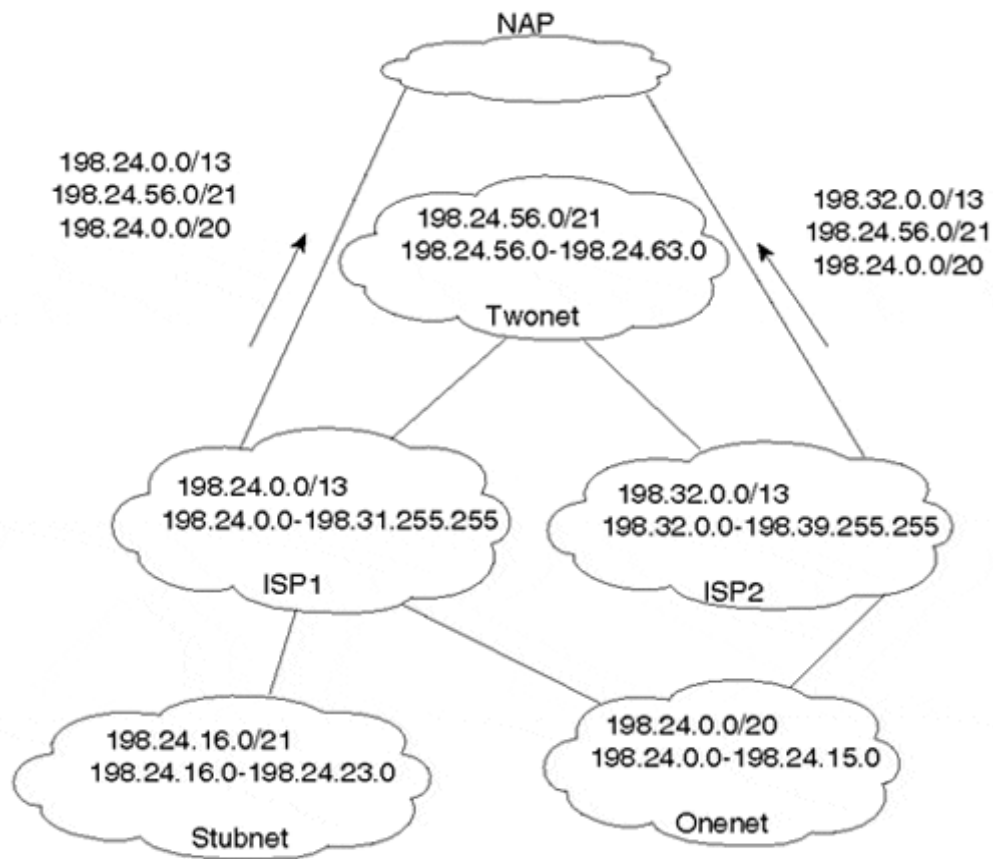 NAP
198.24.0.0/13
198.24.56.0/21
198.24.0.0/20
198.32.0.0/13
198.24.56.0/21
198.24.0.0/20
198.24.56.0/21
198.24.56.0-198.24.63.0
Twonet
198.24.0.0/13
198.24.0.0-198.31.255.255
ISP1
198.32.0.0/13
198.32.0.0-198.39.255.255
ISP2
198.24.16.0/21
198.24.16.0-198.24.23.0
Stubnet
198.24.0.0/20
198.24.0.0-198.24.15.0
Onenet